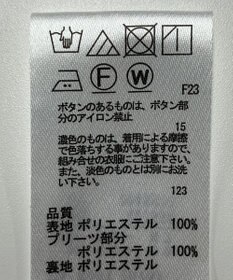 F
W
F23
ボタンのあるものは、ボタン部
分のアイロン禁止
15
濃色のものは、着用による摩擦
で色落ちする事がありますので、
組み合せの衣服にご注意下さい。
また、淡色のものとは別にお洗
い下さい。
123
品質
表地 ポリエステル 100%
プリーツ部分
ポリエステル 100%
裏地 ポリエステル 100%